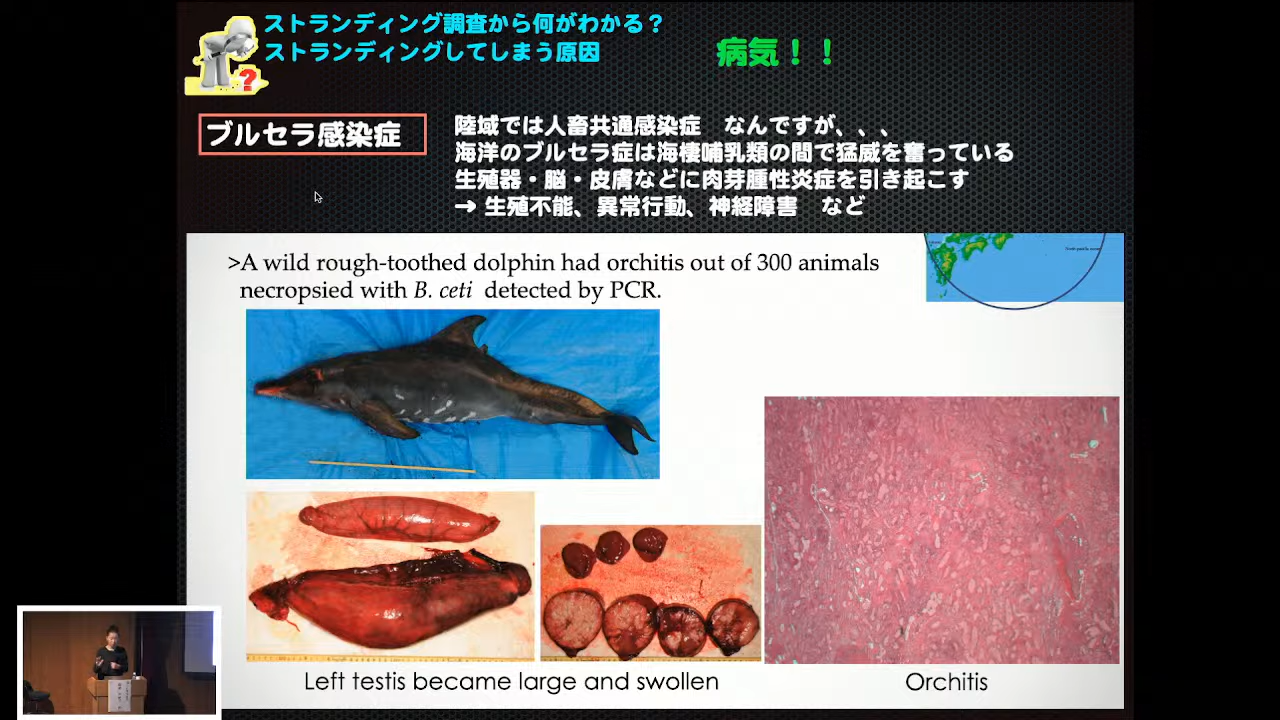 ストランディング調査から何がわかる？
ストランディングしてしまう原因
病気！！
?
ブルセラ感染症
陸域では人畜共通感染症　なんですが、、、
海洋のブルセラ症は海棲哺乳類の間で猛威を奮っている
生殖器・脳・皮膚などに肉芽腫性炎症を引き起こす
→ 生殖不能、異常行動、神経障害　など
>A wild rough-toothed dolphin had orchitis out of 300 animals
necropsied with B. ceti detected by PCR.
Left testis became large and swollen
Orchitis